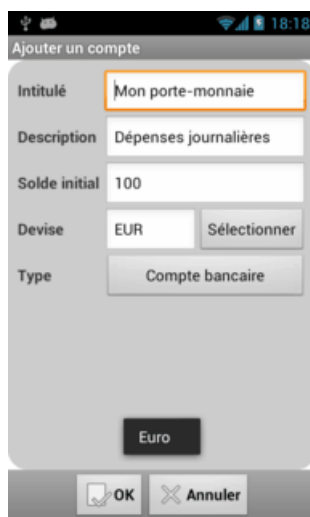 18:18
Ajouter un compte
Intitulé Mon porte-monnaie
Description Dépenses journalières
Solde initial 100
Devise EUR Sélectionner
Type Compte bancaire
Euro
OK Annuler